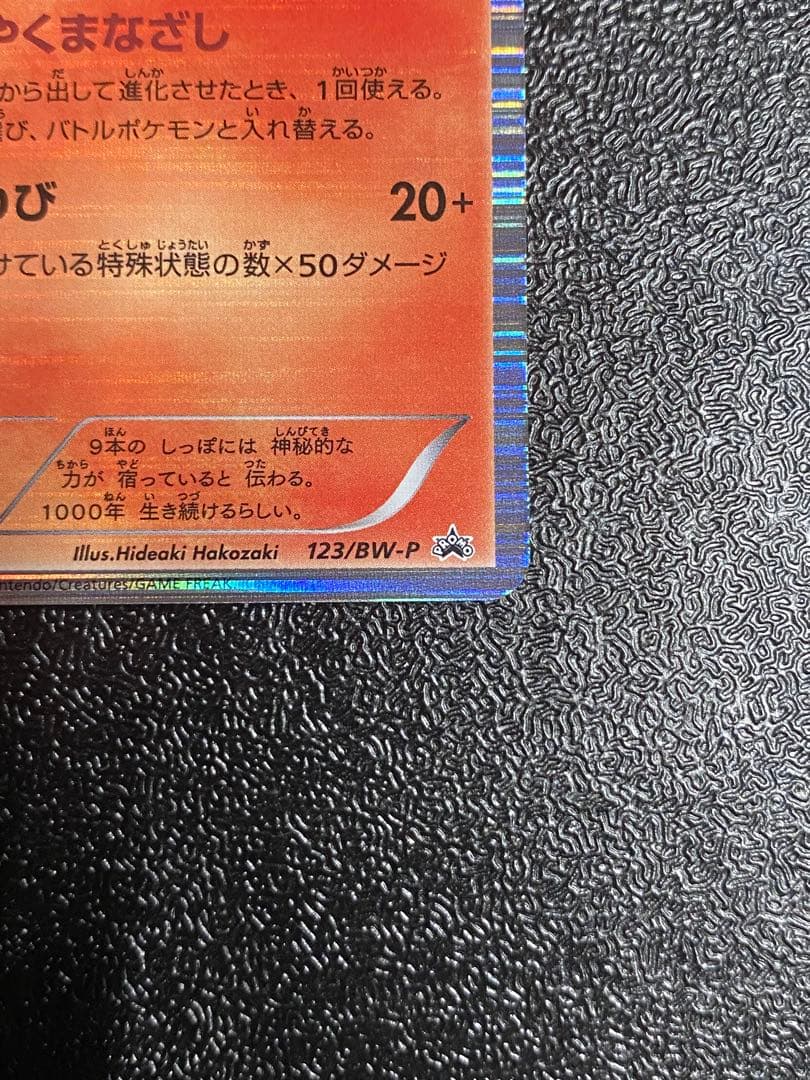 やくまなざし
から出して進化させたとき、1回使える。
び、バトルポケモンと入れ替える。
び 20+
けている特殊状態の数×50ダメージ
9本の しっぽには 神秘的な
力が 宿っていると 伝わる。
1000年 生き続けるらしい。
Illus.Hideaki Hakozaki 123/BW-P PROMO
ntendo/Creatures/GAME FREAK.